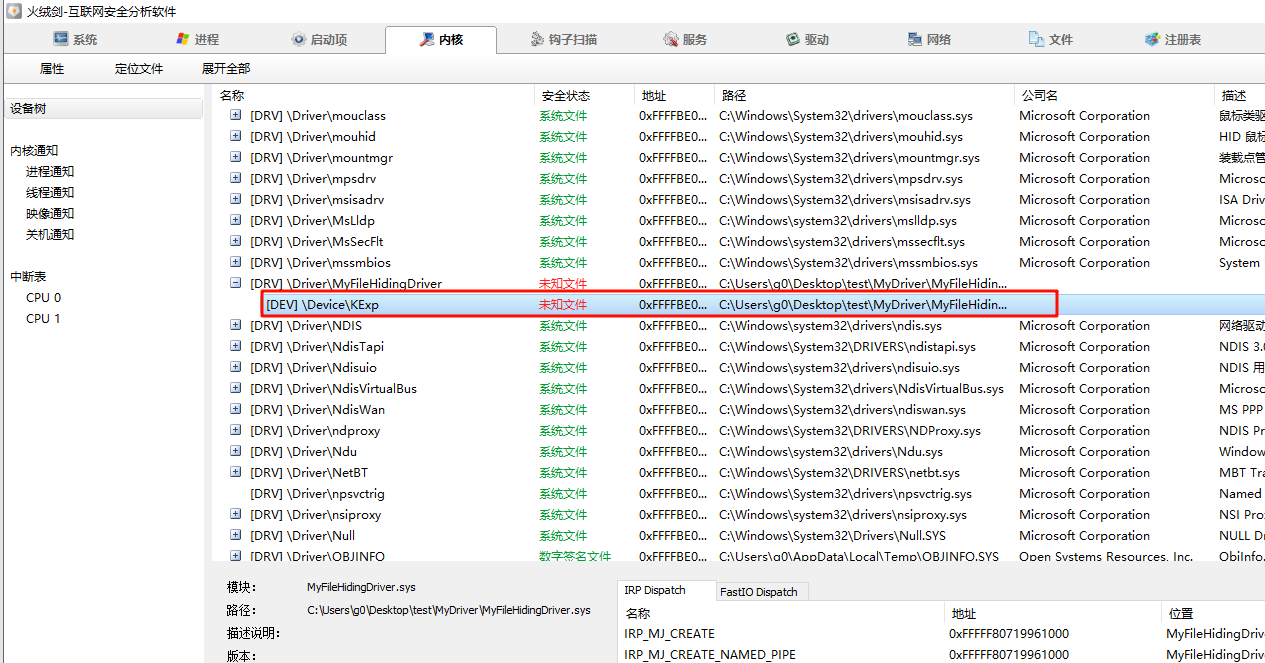 火绒剑-互联网安全分析软件
系统 进程 启动项 内核 钩子扫描 服务 驱动 网络 文件 注册表
属性 定位文件 展开全部
设备树
内核通知
进程通知
线程通知
映像通知
关机通知
中断表
CPU 0
CPU 1
名称 安全状态 地址 路径 公司名 描述
[DRV] \Driver\mouclass 系统文件 0xFFFFBE0... C:\Windows\System32\drivers\mouclass.sys Microsoft Corporation 鼠标类驱
[DRV] \Driver\mouhid 系统文件 0xFFFFBE0... C:\Windows\System32\drivers\mouhid.sys Microsoft Corporation HID 鼠标
[DRV] \Driver\mountmgr 系统文件 0xFFFFBE0... C:\Windows\System32\drivers\mountmgr.sys Microsoft Corporation 装载点管
[DRV] \Driver\mpsdrv 系统文件 0xFFFFBE0... C:\Windows\System32\drivers\mpsdrv.sys Microsoft Corporation Microso
[DRV] \Driver\msisadrv 系统文件 0xFFFFBE0... C:\Windows\System32\drivers\msisadrv.sys Microsoft Corporation ISA Driv
[DRV] \Driver\MsLldp 系统文件 0xFFFFBE0... C:\Windows\system32\drivers\mslldp.sys Microsoft Corporation Microso
[DRV] \Driver\MsSecFlt 系统文件 0xFFFFBE0... C:\Windows\system32\drivers\mssecflt.sys Microsoft Corporation Microso
[DRV] \Driver\mssmbios 系统文件 0xFFFFBE0... C:\Windows\System32\drivers\mssmbios.sys Microsoft Corporation System
[DRV] \Driver\MyFileHidingDriver 未知文件 0xFFFFBE0... C:\Users\g0\Desktop\test\MyDriver\MyFileHidin...
[DEV] \Device\KExp 未知文件 0xFFFFBE0... C:\Users\g0\Desktop\test\MyDriver\MyFileHidin...
[DRV] \Driver\NDIS 系统文件 0xFFFFBE0... C:\Windows\system32\drivers\ndis.sys Microsoft Corporation 网络驱动
[DRV] \Driver\NdisTapi 系统文件 0xFFFFBE0... C:\Windows\System32\DRIVERS\ndistapi.sys Microsoft Corporation NDIS 3.0
[DRV] \Driver\Ndisuio 系统文件 0xFFFFBE0... C:\Windows\system32\drivers\ndisuio.sys Microsoft Corporation NDIS 用
[DRV] \Driver\NdisVirtualBus 系统文件 0xFFFFBE0... C:\Windows\System32\drivers\NdisVirtualBus.sys Microsoft Corporation Microso
[DRV] \Driver\NdisWan 系统文件 0xFFFFBE0... C:\Windows\System32\drivers\ndiswan.sys Microsoft Corporation MS PPP
[DRV] \Driver\ndproxy 系统文件 0xFFFFBE0... C:\Windows\System32\DRIVERS\NDProxy.sys Microsoft Corporation NDIS Pr
[DRV] \Driver\Ndu 系统文件 0xFFFFBE0... C:\Windows\system32\drivers\Ndu.sys Microsoft Corporation Window
[DRV] \Driver\NetBT 系统文件 0xFFFFBE0... C:\Windows\System32\DRIVERS\netbt.sys Microsoft Corporation MBT Tra
[DRV] \Driver\npsvctrig 系统文件 0xFFFFBE0... C:\Windows\System32\drivers\npsvctrig.sys Microsoft Corporation Named
[DRV] \Driver\nsiproxy 系统文件 0xFFFFBE0... C:\Windows\system32\drivers\nsiproxy.sys Microsoft Corporation NSI Pro
[DRV] \Driver\Null 系统文件 0xFFFFBE0... C:\Windows\System32\Drivers\Null.SYS Microsoft Corporation NULL D
[DRV] \Driver\OBJINFO 数字签名文件 0xFFFFBE0... C:\Users\g0\AppData\Local\Temp\OBJINFO.SYS Open Systems Resources, Inc. ObjInfo.
模块： MyFileHidingDriver.sys
路径： C:\Users\g0\Desktop\test\MyDriver\MyFileHidingDriver.sys
描述说明：
版本：
IRP Dispatch FastIO Dispatch
名称 地址 位置
IRP_MJ_CREATE 0xFFFFF80719961000 MyFileHidingDrive
IRP_MJ_CREATE_NAMED_PIPE 0xFFFFF80719961000 MyFileHidingDrive